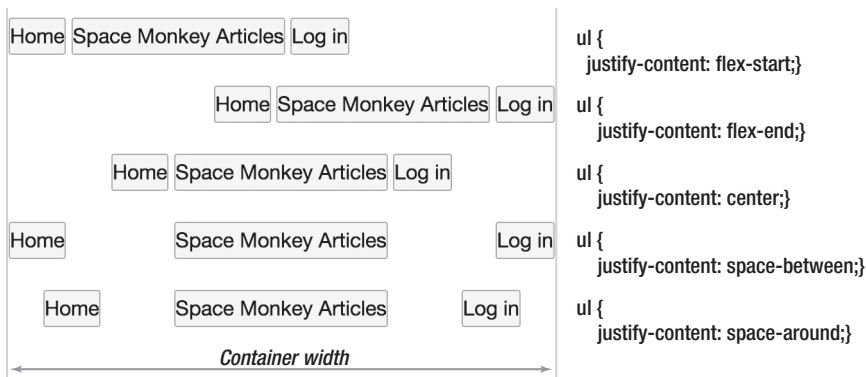 Home Space Monkey Articles Log in
ul {
justify-content: flex-start;}
Home Space Monkey Articles Log in
ul {
justify-content: flex-end;}
Home Space Monkey Articles Log in
ul {
justify-content: center;}
Home Space Monkey Articles Log in
ul {
justify-content: space-between;}
Home Space Monkey Articles Log in
ul {
justify-content: space-around;}
Container width